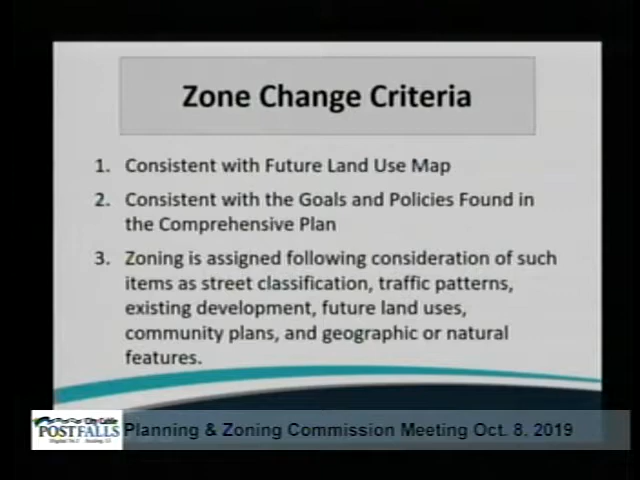 Zone Change Criteria
1. Consistent with Future Land Use Map
2. Consistent with the Goals and Policies Found in
the Comprehensive Plan
3. Zoning is assigned following consideration of such
items as street classification, traffic patterns,
existing development, future land uses,
community plans, and geographic or natural
features.
City Cable
POST FALLS
Planning & Zoning Commission Meeting Oct. 8. 2019